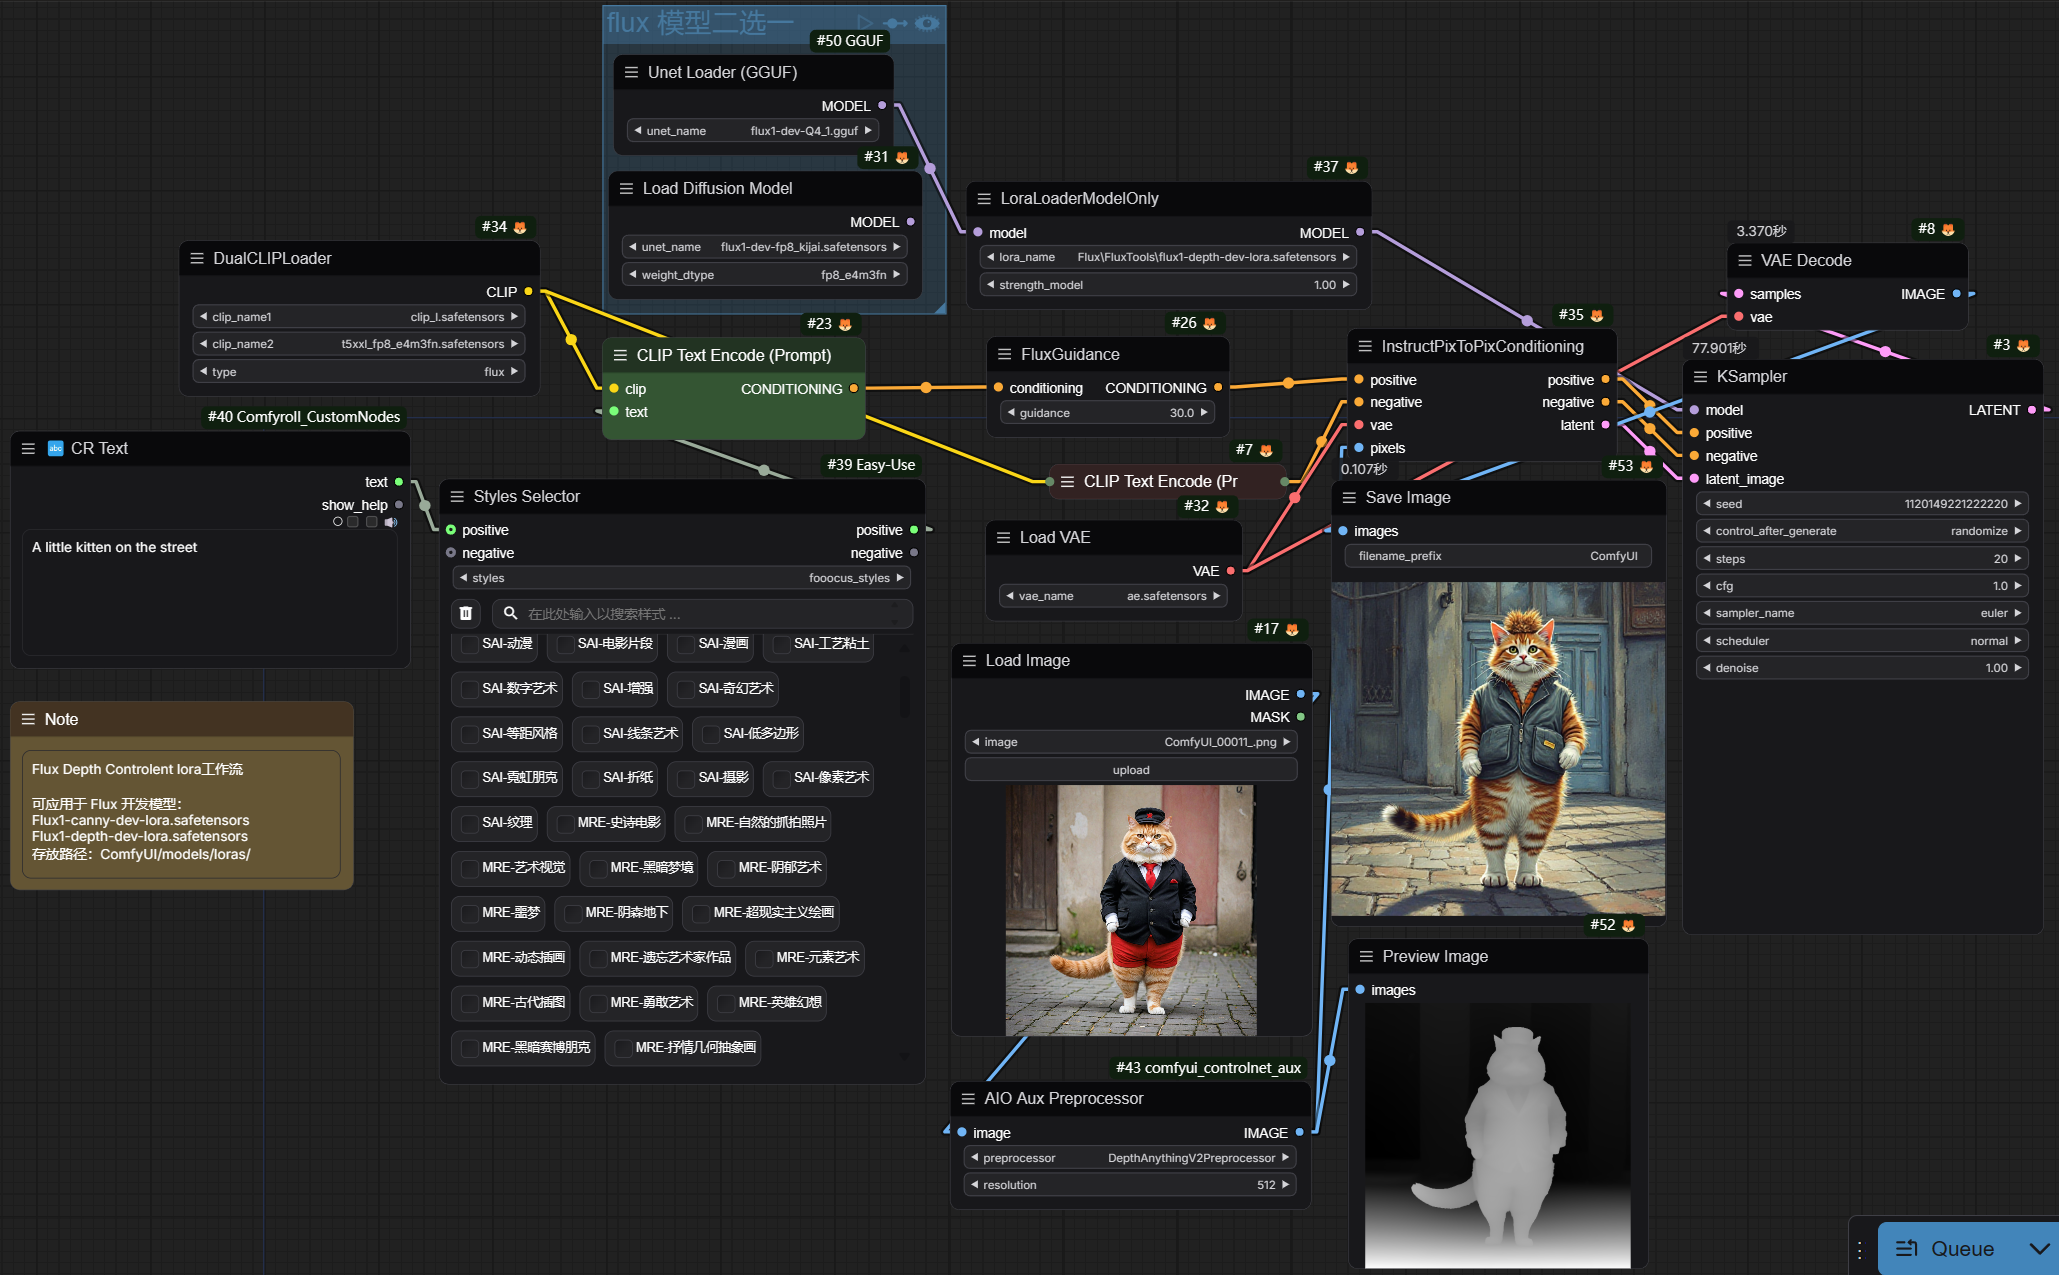 flux 模型二选一
#50 GGUF
Unet Loader (GGUF)
MODEL
unet_name flux1-dev-Q4_1.gguf
#31
Load Diffusion Model
MODEL
unet_name flux1-dev-fp8_kijai.safetensors
weight_dtype fp8_e4m3fn
#34
DualCLIPLoader
CLIP
clip_name1 clip_l.safetensors
clip_name2 t5xxl_fp8_e4m3fn.safetensors
type flux
#23
CLIP Text Encode (Prompt)
clip CONDITIONING
text
#37
LoraLoaderModelOnly
model MODEL
lora_name Flux\FluxTools\flux1-depth-dev-lora.safetensors
strength_model 1.00
#26
FluxGuidance
conditioning CONDITIONING
guidance 30.0
#35
InstructPixToPixConditioning
positive positive
negative negative
vae latent
pixels
0.107秒
3.370秒
#8
VAE Decode
samples IMAGE
vae
77.901秒
#3
KSampler
model LATENT
positive
negative
latent_image
seed 1120149221222220
control_after_generate randomize
steps 20
cfg 1.0
sampler_name euler
scheduler normal
denoise 1.00
#40 Comfyroll_CustomNodes
abc CR Text
text
show_help
A little kitten on the street
Note
Flux Depth Controlent lora工作流
可应用于 Flux 开发模型：
Flux1-canny-dev-lora.safetensors
Flux1-depth-dev-lora.safetensors
存放路径：ComfyUI/models/loras/
#39 Easy-Use
Styles Selector
positive positive
negative negative
styles fooocus_styles
在此处输入以搜索样式 ...
SAI-动漫 SAI-电影片段 SAI-漫画 SAI-工艺粘土
SAI-数字艺术 SAI-增强 SAI-奇幻艺术
SAI-等距风格 SAI-线条艺术 SAI-低多边形
SAI-霓虹朋克 SAI-折纸 SAI-摄影 SAI-像素艺术
SAI-纹理 MRE-史诗电影 MRE-自然的抓拍照片
MRE-艺术视觉 MRE-黑暗梦境 MRE-阴郁艺术
MRE-噩梦 MRE-阴森地下 MRE-超现实主义绘画
MRE-动态插画 MRE-遗忘艺术家作品 MRE-元素艺术
MRE-古代插图 MRE-勇敢艺术 MRE-英雄幻想
MRE-黑暗赛博朋克 MRE-抒情几何抽象画
#7
CLIP Text Encode (Pr
#32
Load VAE
VAE
vae_name ae.safetensors
#17
Load Image
IMAGE
MASK
image ComfyUI_00011_.png
upload
#43 comfyui_controlnet_aux
AIO Aux Preprocessor
image IMAGE
preprocessor DepthAnythingV2Preprocessor
resolution 512
#53
Save Image
images
filename_prefix ComfyUI
#52
Preview Image
images
Queue